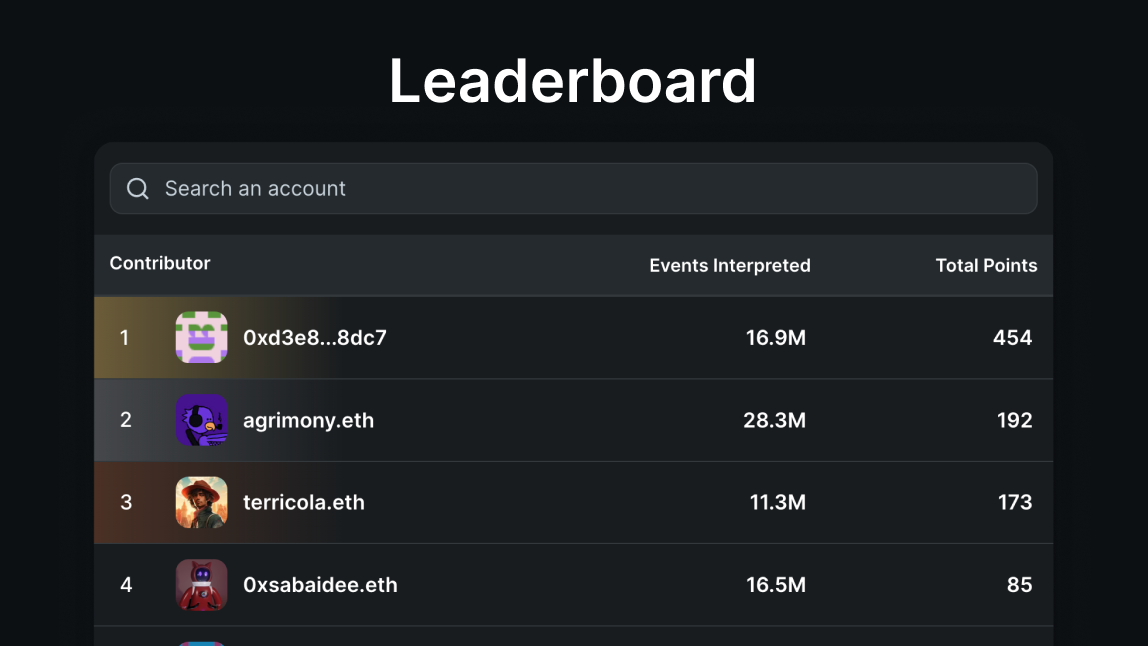 Leaderboard
Search an account
Contributor Events Interpreted Total Points
1 0xd3e8...8dc7 16.9M 454
2 agrimony.eth 28.3M 192
3 terricola.eth 11.3M 173
4 0xsabaidee.eth 16.5M 85